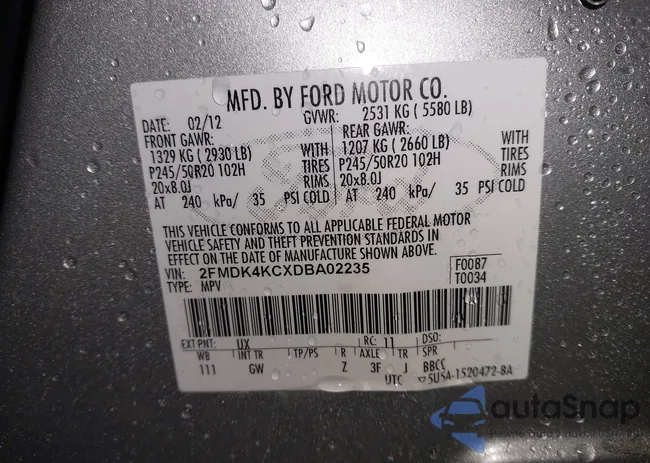 MFD. BY FORD MOTOR CO.
DATE: 02/12 GVWR: 2531 KG ( 5580 LB)
FRONT GAWR: REAR GAWR:
1329 KG ( 2930 LB) WITH 1207 KG ( 2660 LB) WITH
P245/50R20 102H TIRES P245/50R20 102H TIRES
20x8.0J RIMS 20x8.0J RIMS
AT 240 kPa/ 35 PSI COLD AT 240 kPa/ 35 PSI COLD
THIS VEHICLE CONFORMS TO ALL APPLICABLE FEDERAL MOTOR
VEHICLE SAFETY AND THEFT PREVENTION STANDARDS IN
EFFECT ON THE DATE OF MANUFACTURE SHOWN ABOVE.
VIN: 2FMDK4KCXDBA02235 F0087
TYPE: MPV T0034
EXT PNT: UX RC: 11 DSO:
WB INT TR TP/PS R AXLE TR SPR
111 GW Z 3F J BBCC
UTC ▽5U5A-1520472-BA
autaSnap